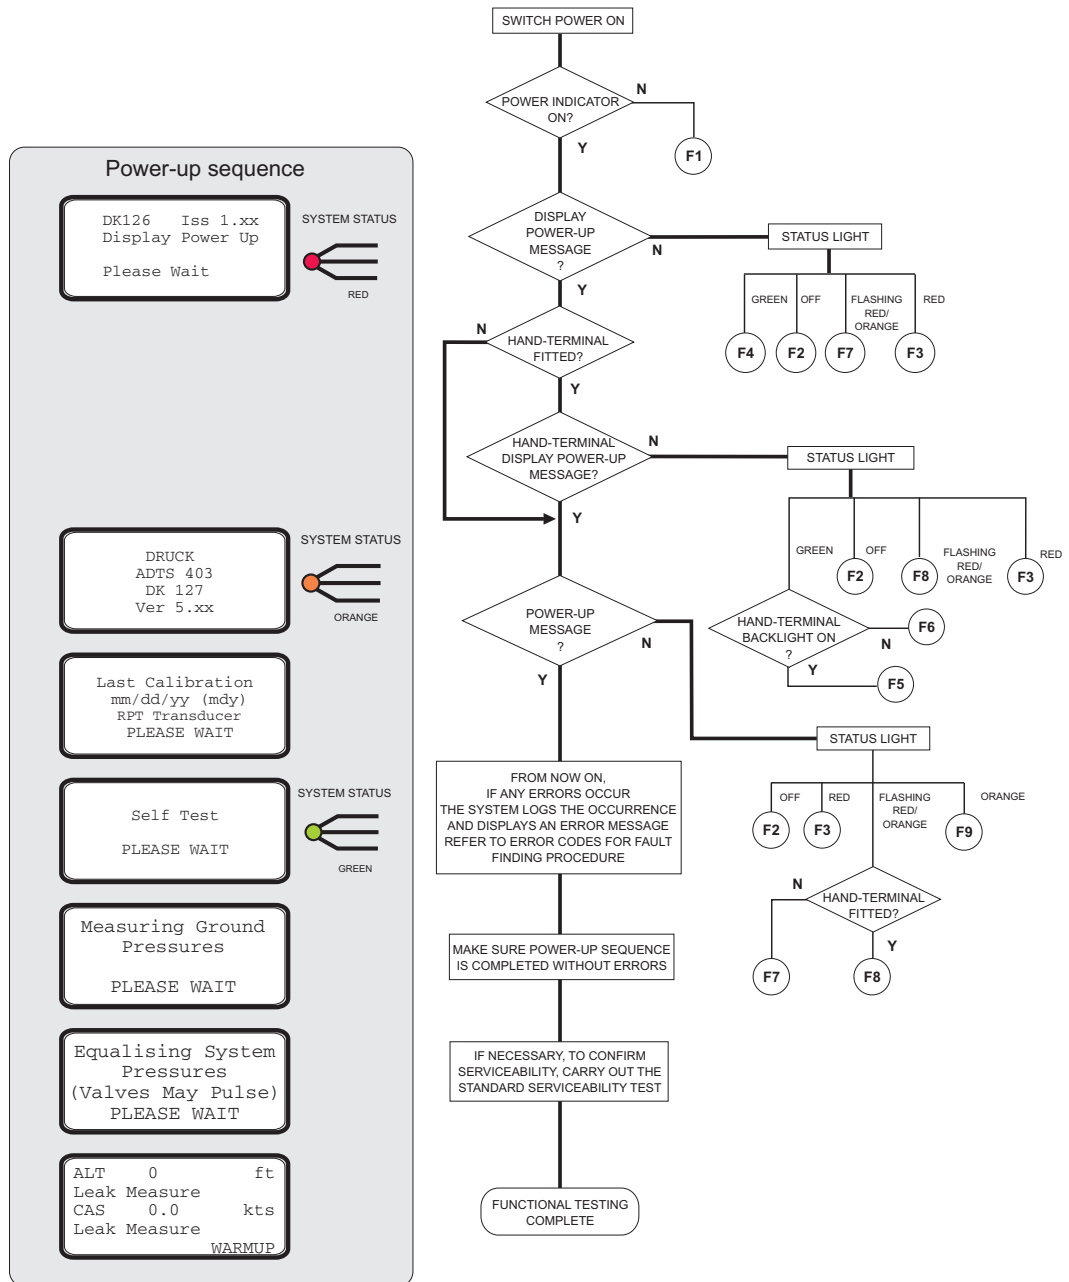 Power-up sequence
DK126 Iss 1.xx
Display Power Up
Please Wait
SYSTEM STATUS
RED
DRUCK
ADTS 403
DK 127
Ver 5.xx
SYSTEM STATUS
ORANGE
Last Calibration
mm/dd/yy (mdy)
RPT Transducer
PLEASE WAIT
Self Test
PLEASE WAIT
SYSTEM STATUS
GREEN
Measuring Ground
Pressures
PLEASE WAIT
Equalising System
Pressures
(Valves May Pulse)
PLEASE WAIT
ALT 0 ft
Leak Measure
CAS 0.0 kts
Leak Measure
WARMUP
SWITCH POWER ON
POWER INDICATOR
ON?
N
F1
Y
DISPLAY
POWER-UP
MESSAGE
?
N
STATUS LIGHT
GREEN
OFF
FLASHING
RED/
ORANGE
RED
F4
F2
F7
F3
Y
HAND-TERMINAL
FITTED?
N
Y
HAND-TERMINAL
DISPLAY POWER-UP
MESSAGE?
N
STATUS LIGHT
GREEN
OFF
FLASHING
RED/
ORANGE
RED
F2
F8
F3
HAND-TERMINAL
BACKLIGHT ON
?
N
F6
Y
F5
Y
POWER-UP
MESSAGE
?
N
STATUS LIGHT
OFF
RED
FLASHING
RED/
ORANGE
ORANGE
F2
F3
F9
HAND-TERMINAL
FITTED?
N
Y
F7
F8
Y
FROM NOW ON,
IF ANY ERRORS OCCUR
THE SYSTEM LOGS THE OCCURRENCE
AND DISPLAYS AN ERROR MESSAGE
REFER TO ERROR CODES FOR FAULT
FINDING PROCEDURE
MAKE SURE POWER-UP SEQUENCE
IS COMPLETED WITHOUT ERRORS
IF NECESSARY, TO CONFIRM
SERVICEABILITY, CARRY OUT THE
STANDARD SERVICEABILITY TEST
FUNCTIONAL TESTING
COMPLETE